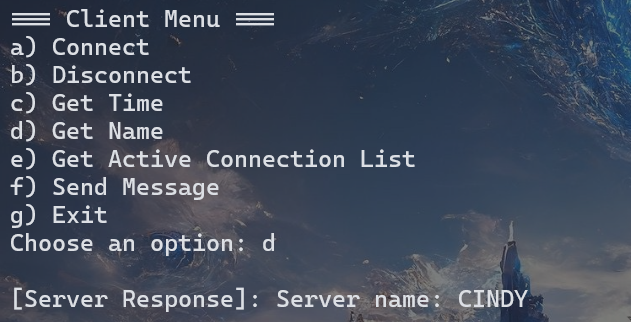 === Client Menu ===
a) Connect
b) Disconnect
c) Get Time
d) Get Name
e) Get Active Connection List
f) Send Message
g) Exit
Choose an option: d
[Server Response]: Server name: CINDY